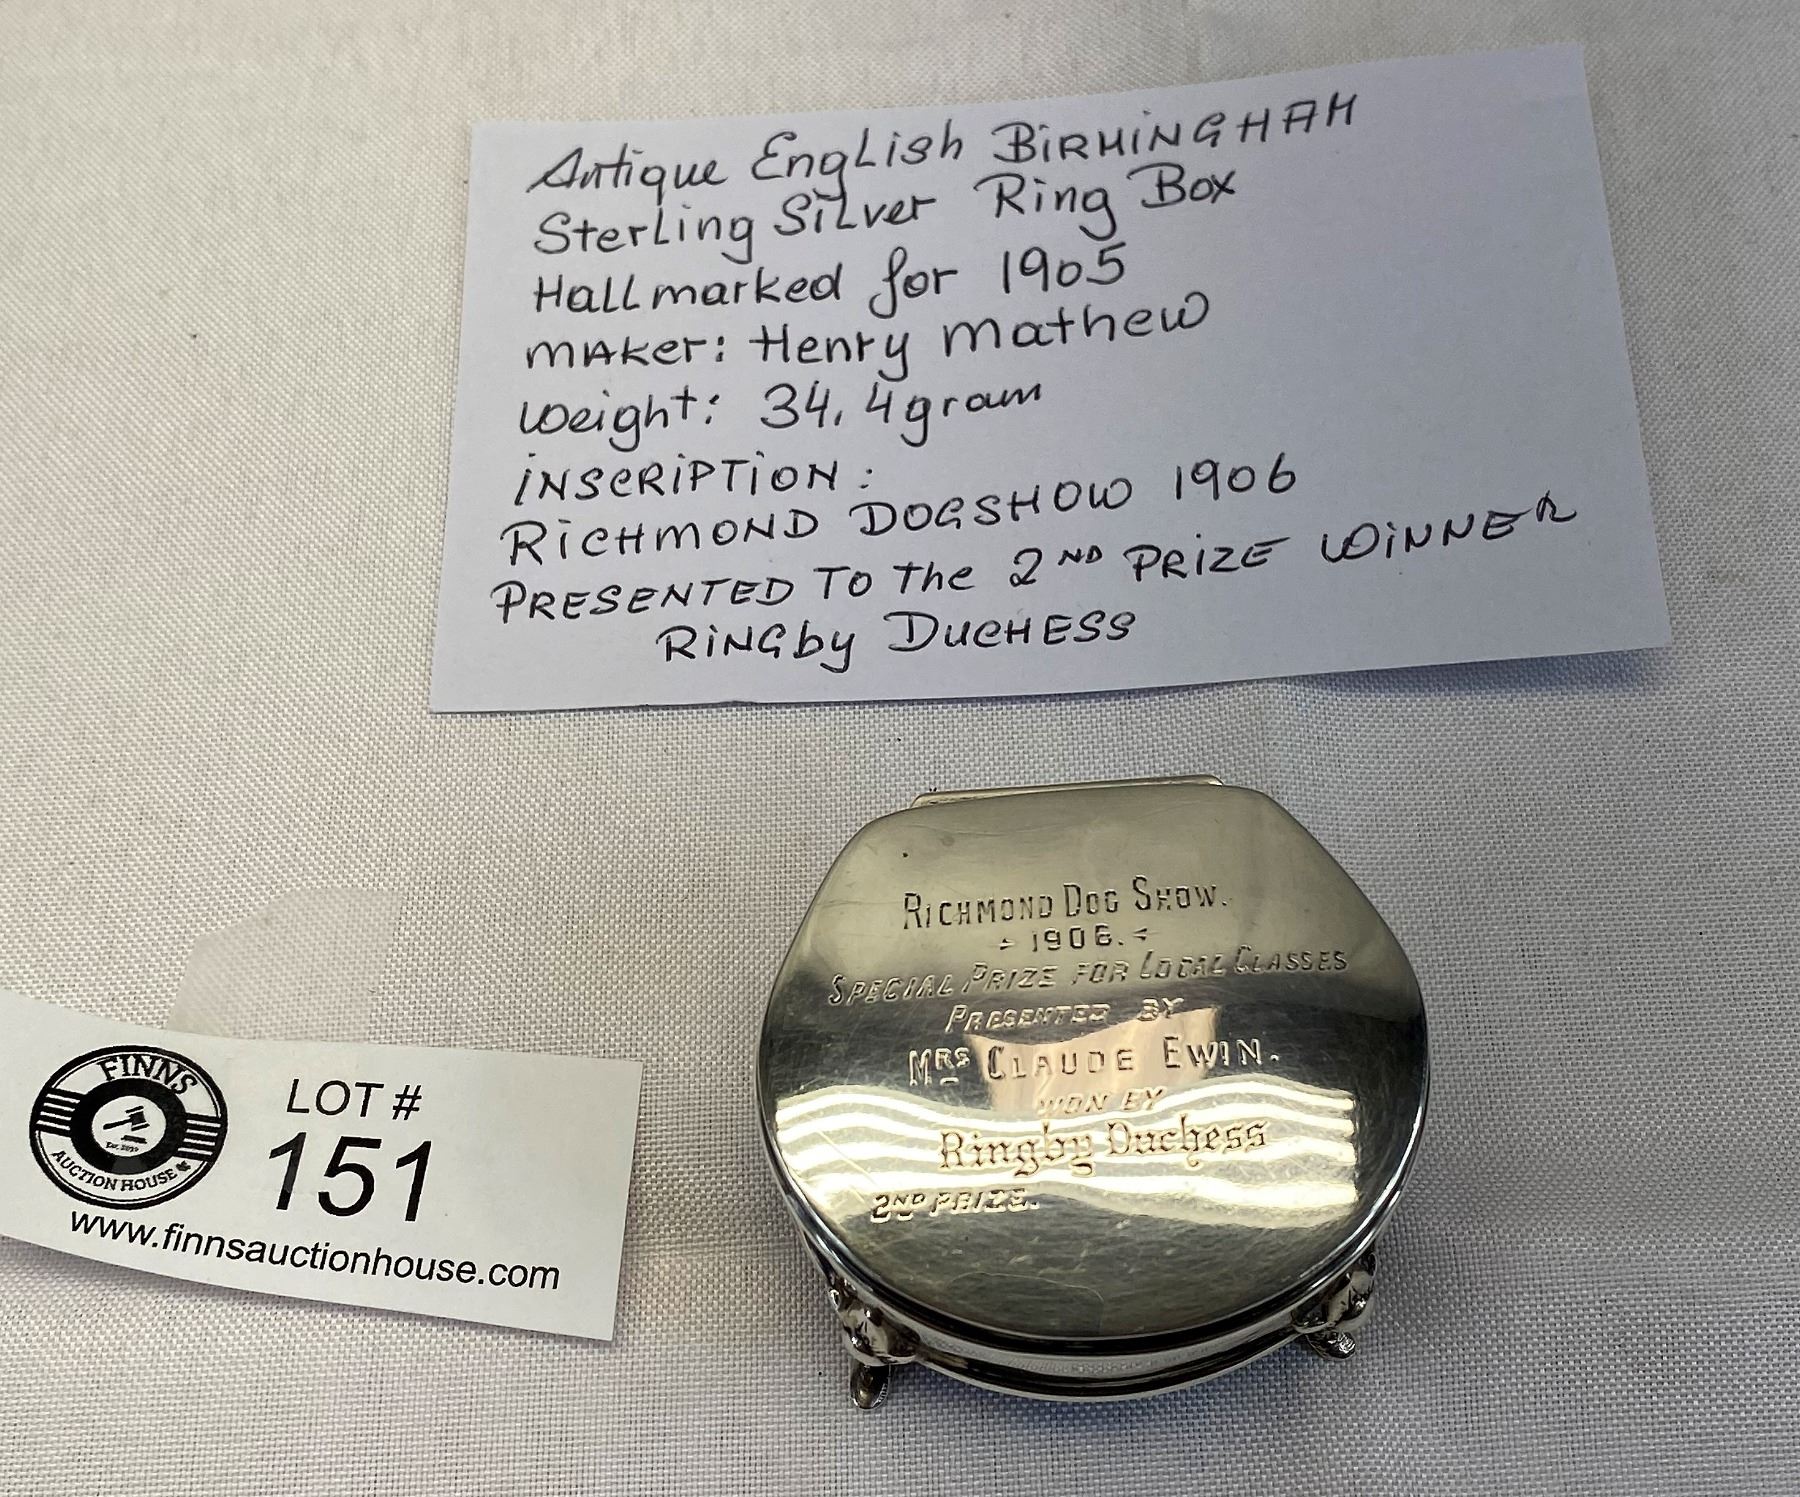 Antique English BIRMINGHAM
Sterling Silver Ring Box
Hallmarked for 1905
maker: Henry Mathew
weight: 34.4 gram
INSCRIPTION:
RICHMOND DOGSHOW 1906
PRESENTED TO the 2ND PRIZE WINNER
RINGby DUCHESS
RICHMOND DOG SHOW.
1906.
SPECIAL PRIZE FOR LOCAL CLASSES
PRESENTED BY
MRS CLAUDE EWIN.
WON BY
Ringby Duchess
2ND PRIZE.
FINNS
AUCTION HOUSE
LOT #
151
www.finnsauctionhouse.com